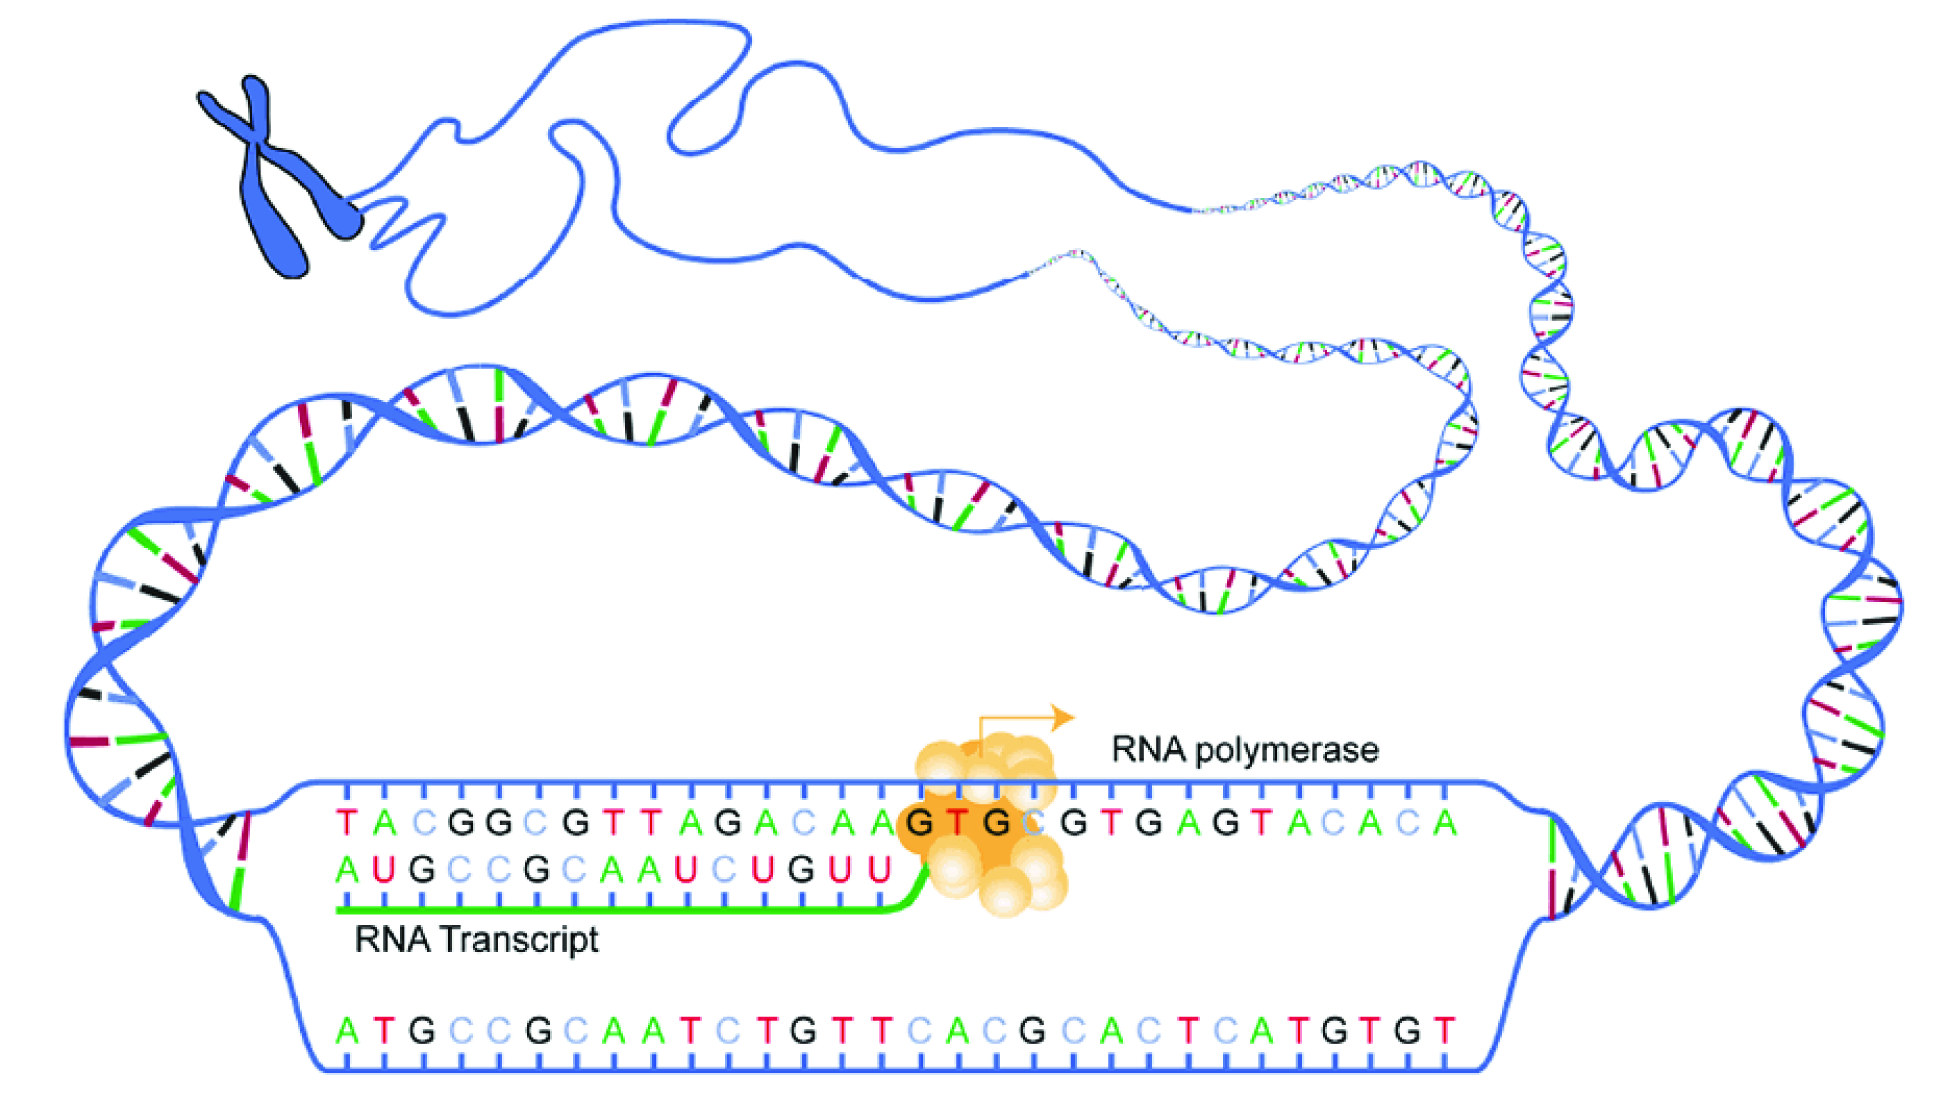 RNA polymerase
TACGGCGTTAGACAAGTGCGTGAGTACACA
AUGCCGCAAUCUGUU
RNA Transcript
ATGCCGCAATCTGTTCACGCACTCATGTGT